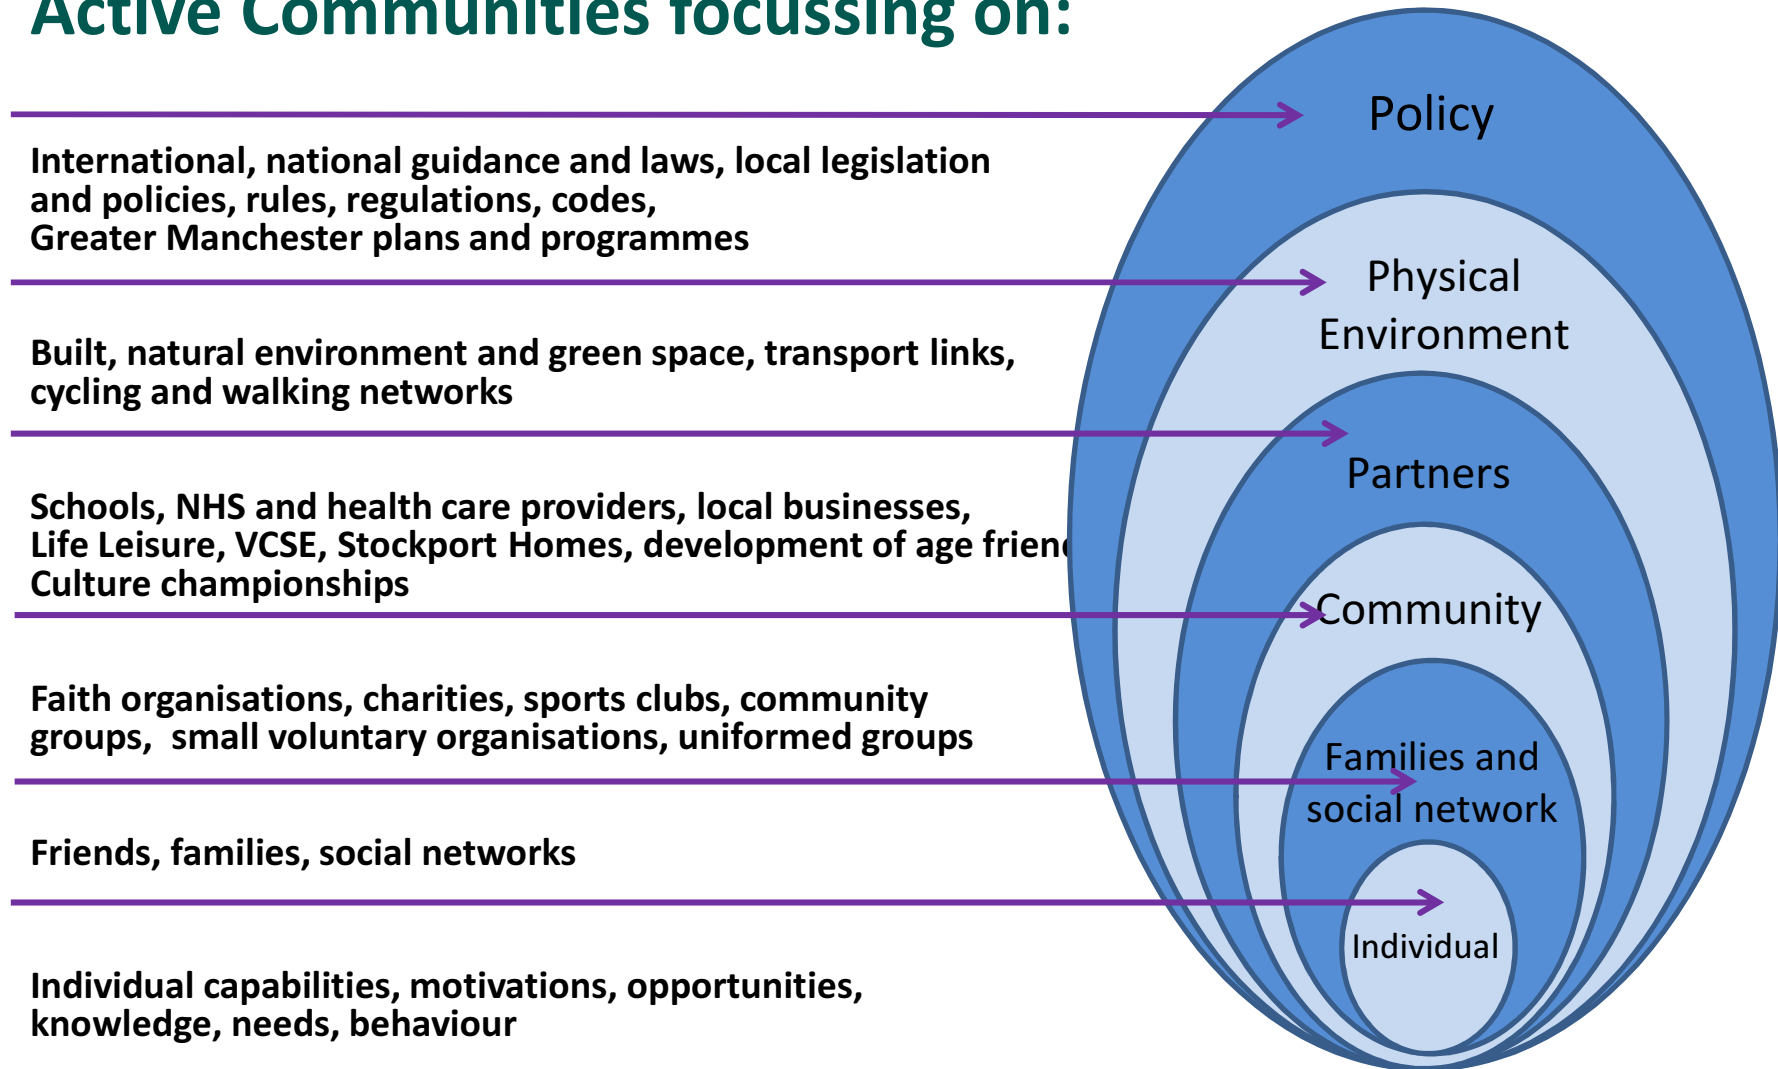 Active Communities focussing on:
Policy
International, national guidance and laws, local legislation
and policies, rules, regulations, codes,
Greater Manchester plans and programmes
Physical
Environment
Built, natural environment and green space, transport links,
cycling and walking networks
Partners
Schools, NHS and health care providers, local businesses,
Life Leisure, VCSE, Stockport Homes, development of age
Culture championships
Community
Faith organisations, charities, sports clubs, community
groups, small voluntary organisations, uniformed groups
Families and
social network
Friends, families, social networks
Individual
Individual capabilities, motivations, opportunities,
knowledge, needs, behaviour